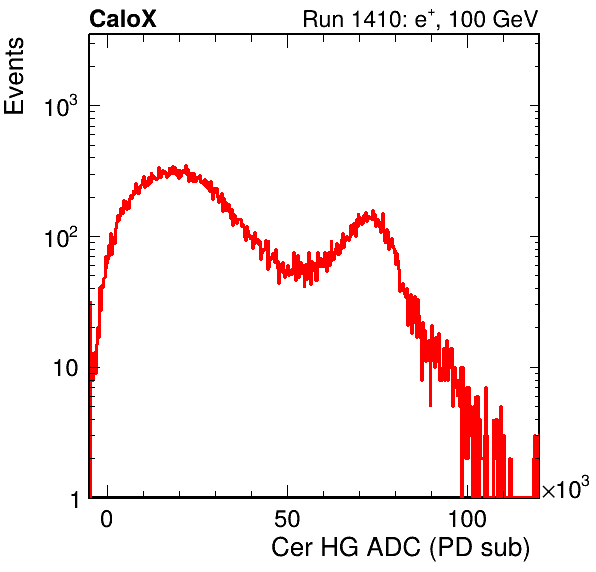 CaloX Run 1410: e⁺, 100 GeV
Events
10³
10²
10
1
0 50 100 ×10³
Cer HG ADC (PD sub)